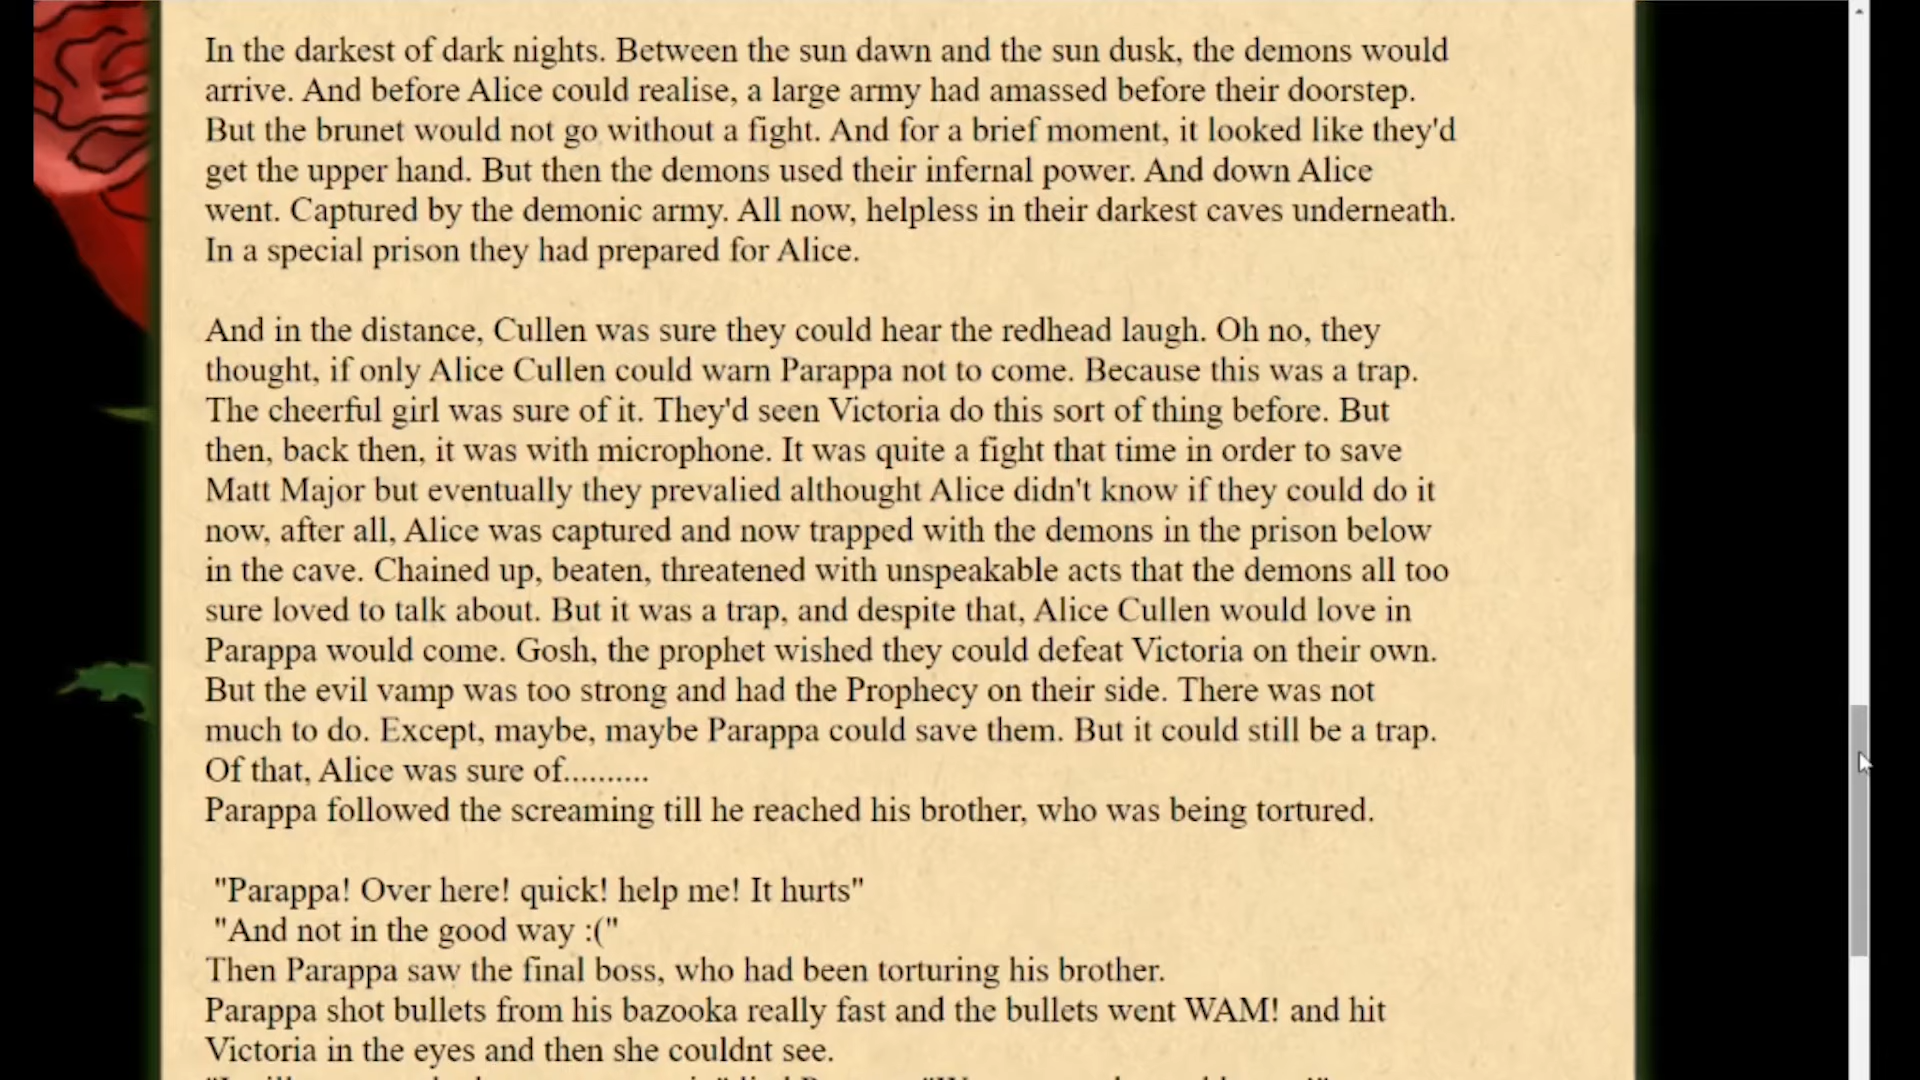 In the darkest of dark nights. Between the sun dawn and the sun dusk, the demons would
arrive. And before Alice could realise, a large army had amassed before their doorstep.
But the brunet would not go without a fight. And for a brief moment, it looked like they'd
get the upper hand. But then the demons used their infernal power. And down Alice
went. Captured by the demonic army. All now, helpless in their darkest caves underneath.
In a special prison they had prepared for Alice.
And in the distance, Cullen was sure they could hear the redhead laugh. Oh no, they
thought, if only Alice Cullen could warn Parappa not to come. Because this was a trap.
The cheerful girl was sure of it. They'd seen Victoria do this sort of thing before. But
then, back then, it was with microphone. It was quite a fight that time in order to save
Matt Major but eventually they prevalied althought Alice didn't know if they could do it
now, after all, Alice was captured and now trapped with the demons in the prison below
in the cave. Chained up, beaten, threatened with unspeakable acts that the demons all too
sure loved to talk about. But it was a trap, and despite that, Alice Cullen would love in
Parappa would come. Gosh, the prophet wished they could defeat Victoria on their own.
But the evil vamp was too strong and had the Prophecy on their side. There was not
much to do. Except, maybe, maybe Parappa could save them. But it could still be a trap.
Of that, Alice was sure of..........
Parappa followed the screaming till he reached his brother, who was being tortured.
"Parappa! Over here! quick! help me! It hurts"
"And not in the good way :("
Then Parappa saw the final boss, who had been torturing his brother.
Parappa shot bullets from his bazooka really fast and the bullets went WAM! and hit
Victoria in the eyes and then she couldnt see.